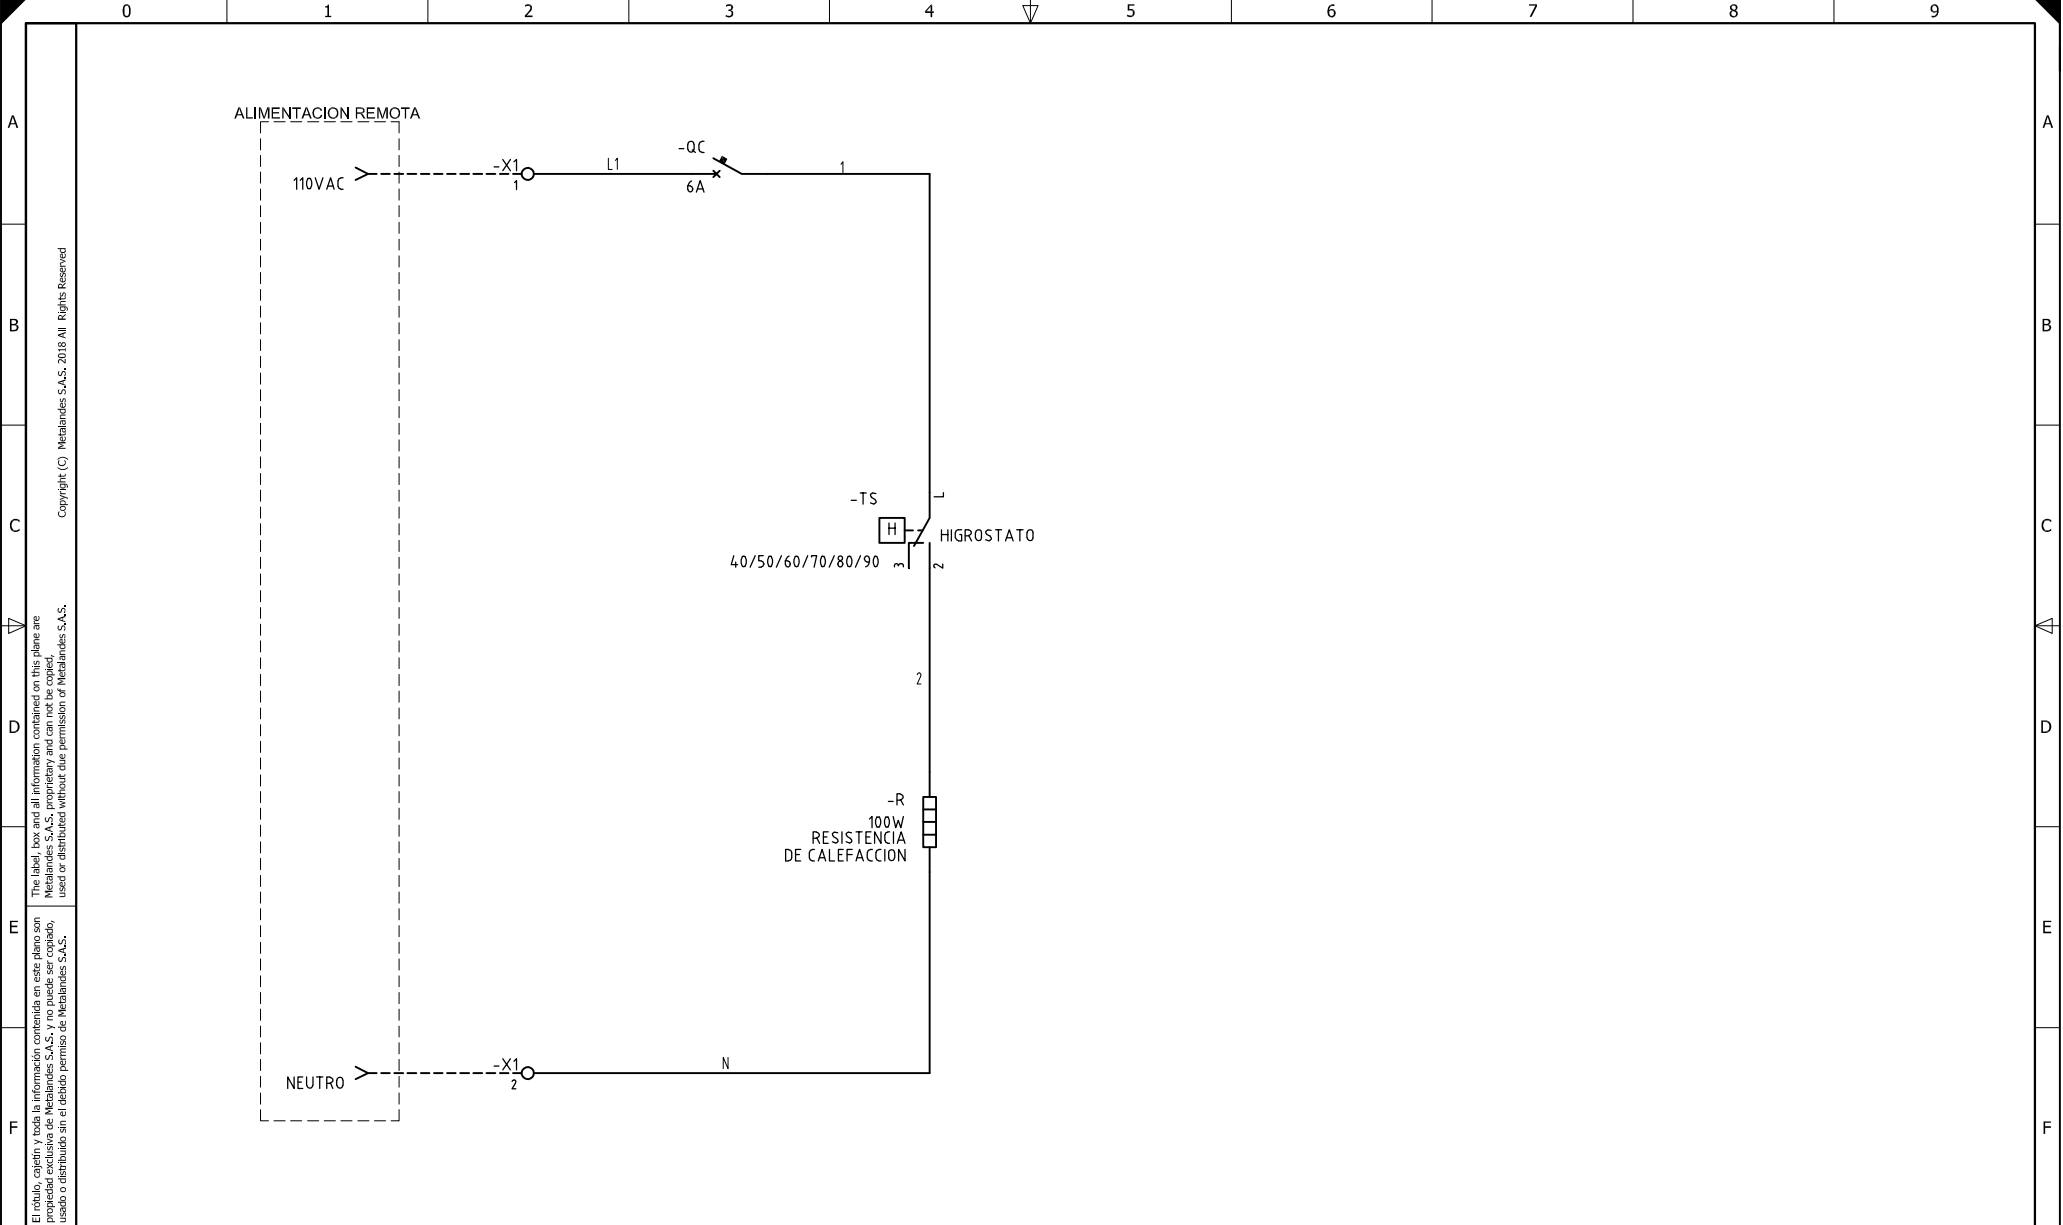 0 1 2 3 4 5 6 7 8 9
A A
B B
C C
D D
E E
F F
ALIMENTACION REMOTA
110VAC
-X1
1
L1
-QC
6A
1
-TS
L
H
HIGROSTATO
40/50/60/70/80/90
3
2
2
-R
100W
RESISTENCIA
DE CALEFACCION
NEUTRO
-X1
2
N
Copyright (C) Metalandes S.A.S. 2018 All Rights Reserved
The label, box and all information contained on this plane are
Metalandes S.A.S. proprietary and can not be copied,
used or distributed without due permission of Metalandes S.A.S.
El rótulo, cajetín y toda la información contenida en este plano son
propiedad exclusiva de Metalandes S.A.S. y no puede ser copiado,
usado o distribuido sin el debido permiso de Metalandes S.A.S.